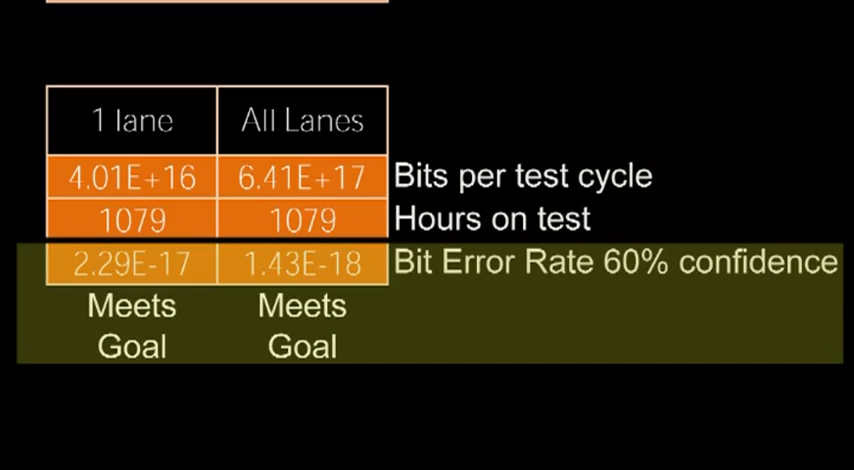 1 lane All Lanes
4.01E+16 6.41E+17 Bits per test cycle
1079 1079 Hours on test
2.29E-17 1.43E-18 Bit Error Rate 60% confidence
Meets Meets
Goal Goal